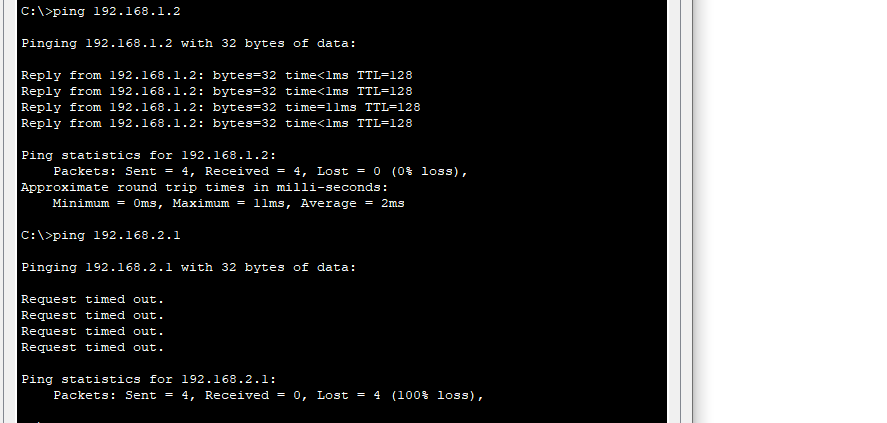 C:\>ping 192.168.1.2
Pinging 192.168.1.2 with 32 bytes of data:
Reply from 192.168.1.2: bytes=32 time<1ms TTL=128
Reply from 192.168.1.2: bytes=32 time<1ms TTL=128
Reply from 192.168.1.2: bytes=32 time=11ms TTL=128
Reply from 192.168.1.2: bytes=32 time<1ms TTL=128
Ping statistics for 192.168.1.2:
Packets: Sent = 4, Received = 4, Lost = 0 (0% loss),
Approximate round trip times in milli-seconds:
Minimum = 0ms, Maximum = 11ms, Average = 2ms
C:\>ping 192.168.2.1
Pinging 192.168.2.1 with 32 bytes of data:
Request timed out.
Request timed out.
Request timed out.
Request timed out.
Ping statistics for 192.168.2.1:
Packets: Sent = 4, Received = 0, Lost = 4 (100% loss),